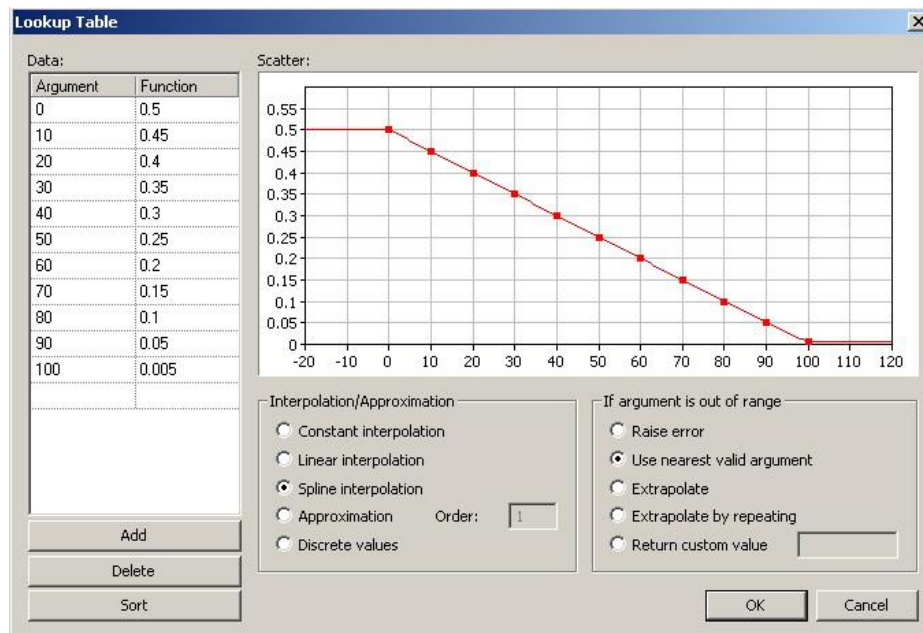 Lookup Table
Data:
Argument Function
0 0.5
10 0.45
20 0.4
30 0.35
40 0.3
50 0.25
60 0.2
70 0.15
80 0.1
90 0.05
100 0.005
Add
Delete
Sort
Scatter:
0.55
0.5
0.45
0.4
0.35
0.3
0.25
0.2
0.15
0.1
0.05
0
-20 -10 0 10 20 30 40 50 60 70 80 90 100 110 120
Interpolation/Approximation
Constant interpolation
Linear interpolation
Spline interpolation
Approximation Order: 1
Discrete values
If argument is out of range
Raise error
Use nearest valid argument
Extrapolate
Extrapolate by repeating
Return custom value
OK Cancel